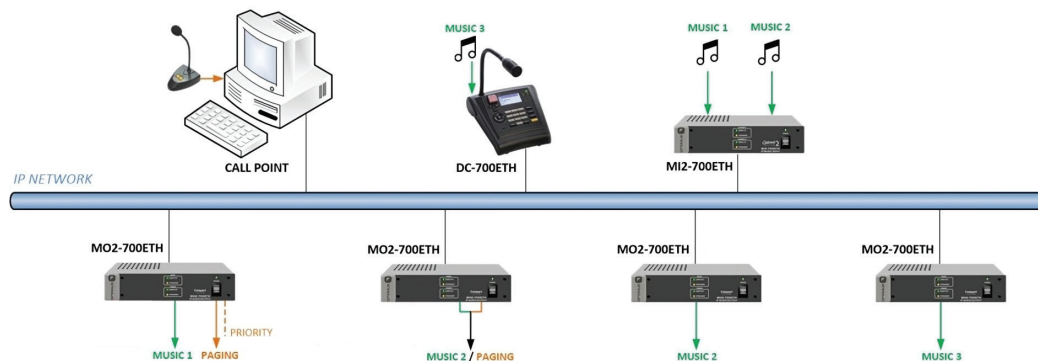 MUSIC 3
MUSIC 1
MUSIC 2
CALL POINT
DC-700ETH
MI2-700ETH
IP NETWORK
MO2-700ETH
MO2-700ETH
MO2-700ETH
MO2-700ETH
PRIORITY
MUSIC 1
PAGING
MUSIC 2 / PAGING
MUSIC 2
MUSIC 3